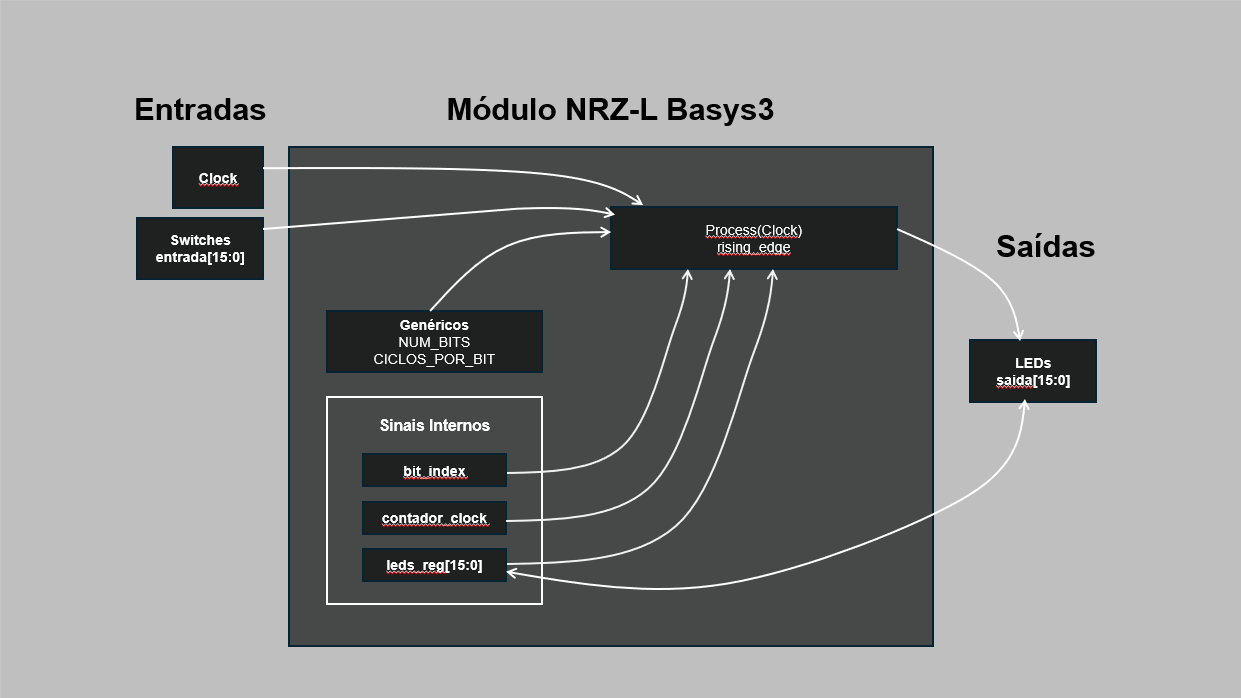 Entradas
Módulo NRZ-L Basys3
Clock
Switches
entrada[15:0]
Process(Clock)
rising_edge
Saídas
Genéricos
NUM_BITS
CICLOS_POR_BIT
LEDs
saida[15:0]
Sinais Internos
bit_index
contador_clock
leds_reg[15:0]